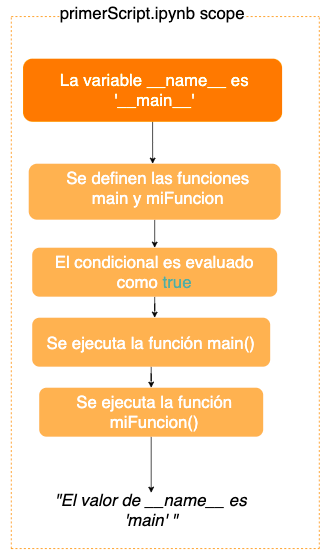 primerScript.ipynb scope
La variable __name__ es
'__main__'
Se definen las funciones
main y miFuncion
El condicional es evaluado
como true
Se ejecuta la función main()
Se ejecuta la función
miFuncion()
"El valor de __name__ es
'main' "